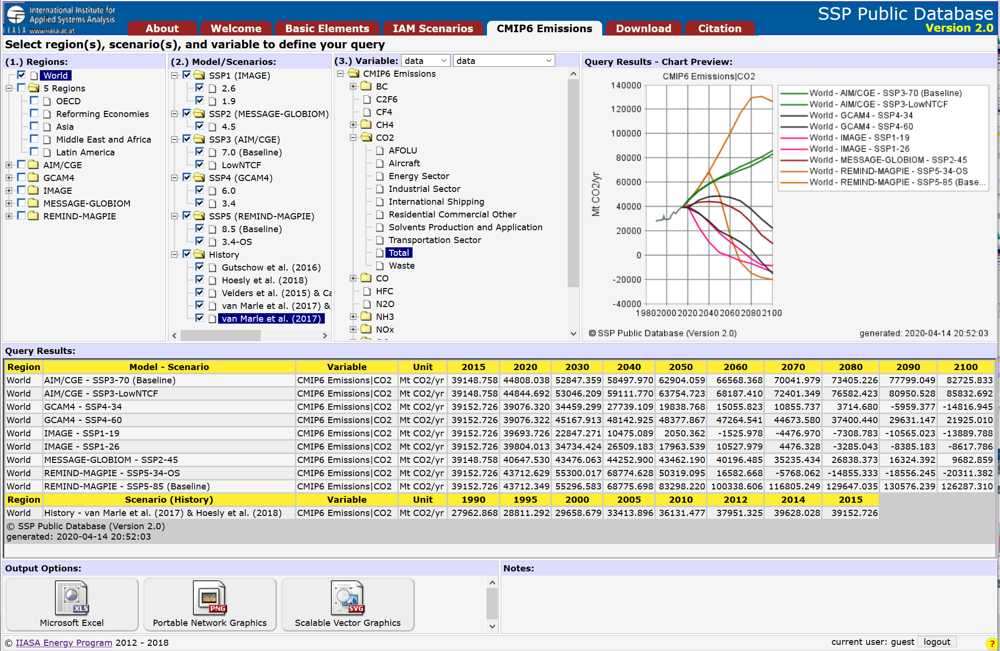 International Institute for
Applied Systems Analysis
I I A S A www.iiasa.ac.at
About Welcome Basic Elements IAM Scenarios CMIP6 Emissions Download Citation
SSP Public Database
Version 2.0
Select region(s), scenario(s), and variable to define your query
(1.) Regions:
World
5 Regions
OECD
Reforming Economies
Asia
Middle East and Africa
Latin America
AIM/CGE
GCAM4
IMAGE
MESSAGE-GLOBIOM
REMIND-MAGPIE
(2.) Model/Scenarios:
SSP1 (IMAGE)
2.6
1.9
SSP2 (MESSAGE-GLOBIOM)
4.5
SSP3 (AIM/CGE)
7.0 (Baseline)
LowNTCF
SSP4 (GCAM4)
6.0
3.4
SSP5 (REMIND-MAGPIE)
8.5 (Baseline)
3.4-OS
History
Gutschow et al. (2016)
Hoesly et al. (2018)
Velders et al. (2015) & Ca
van Marle et al. (2017) &
van Marle et al. (2017)
(3.) Variable: data data
CMIP6 Emissions
BC
C2F6
CF4
CH4
CO2
AFOLU
Aircraft
Energy Sector
Industrial Sector
International Shipping
Residential Commercial Other
Solvents Production and Application
Transportation Sector
Total
Waste
CO
HFC
N2O
NH3
NOx
Query Results - Chart Preview:
CMIP6 Emissions|CO2
Mt CO2/yr
140000
120000
100000
80000
60000
40000
20000
0
-20000
-40000
1980 2000 2020 2040 2060 2080 2100
World - AIM/CGE - SSP3-70 (Baseline)
World - AIM/CGE - SSP3-LowNTCF
World - GCAM4 - SSP4-34
World - GCAM4 - SSP4-60
World - IMAGE - SSP1-19
World - IMAGE - SSP1-26
World - MESSAGE-GLOBIOM - SSP2-45
World - REMIND-MAGPIE - SSP5-34-OS
World - REMIND-MAGPIE - SSP5-85 (Base...
© SSP Public Database (Version 2.0) generated: 2020-04-14 20:52:03
Query Results:
Region Model - Scenario Variable Unit 2015 2020 2030 2040 2050 2060 2070 2080 2090 2100
World AIM/CGE - SSP3-70 (Baseline) CMIP6 Emissions|CO2 Mt CO2/yr 39148.758 44808.038 52847.359 58497.970 62904.059 66568.368 70041.979 73405.226 77799.049 82725.833
World AIM/CGE - SSP3-LowNTCF CMIP6 Emissions|CO2 Mt CO2/yr 39148.758 44844.692 53046.209 59111.770 63754.723 68187.410 72401.349 76582.423 80950.528 85832.692
World GCAM4 - SSP4-34 CMIP6 Emissions|CO2 Mt CO2/yr 39152.726 39076.320 34459.299 27739.109 19838.768 15055.823 10855.737 3714.680 -5959.377 -14816.945
World GCAM4 - SSP4-60 CMIP6 Emissions|CO2 Mt CO2/yr 39152.726 39076.322 45167.913 48142.925 48377.867 47264.541 44673.580 37400.440 29631.147 21925.010
World IMAGE - SSP1-19 CMIP6 Emissions|CO2 Mt CO2/yr 39152.726 39693.726 22847.271 10475.089 2050.362 -1525.978 -4476.970 -7308.783 -10565.023 -13889.788
World IMAGE - SSP1-26 CMIP6 Emissions|CO2 Mt CO2/yr 39152.726 39804.013 34734.424 26509.183 17963.539 10527.979 4476.328 -3285.043 -8385.183 -8617.786
World MESSAGE-GLOBIOM - SSP2-45 CMIP6 Emissions|CO2 Mt CO2/yr 39148.758 40647.530 43476.063 44252.900 43462.190 40196.485 35235.434 26838.373 16324.392 9682.859
World REMIND-MAGPIE - SSP5-34-OS CMIP6 Emissions|CO2 Mt CO2/yr 39152.726 43712.629 55300.017 68774.628 50319.095 16582.668 -5768.062 -14855.333 -18556.245 -20311.382
World REMIND-MAGPIE - SSP5-85 (Baseline) CMIP6 Emissions|CO2 Mt CO2/yr 39152.726 43712.349 55296.583 68775.698 83298.220 100338.606 116805.249 129647.035 130576.239 126287.310
Region Scenario (History) Variable Unit 1990 1995 2000 2005 2010 2012 2014 2015
World History - van Marle et al. (2017) & Hoesly et al. (2018) CMIP6 Emissions|CO2 Mt CO2/yr 27962.868 28811.292 29658.679 33413.896 36131.477 37951.325 39628.028 39152.726
© SSP Public Database (Version 2.0)
generated: 2020-04-14 20:52:03
Output Options:
XLS PNG SVG
Microsoft Excel Portable Network Graphics Scalable Vector Graphics
Notes:
© IIASA Energy Program 2012 - 2018
current user: guest logout ?